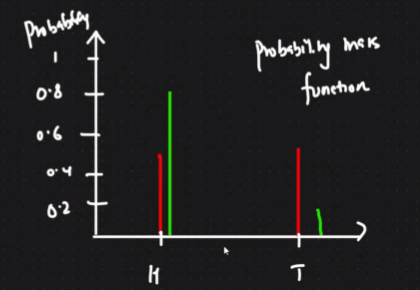 Probability
1
0.8
0.6
0.4
0.2
Probability mass
function
H
T